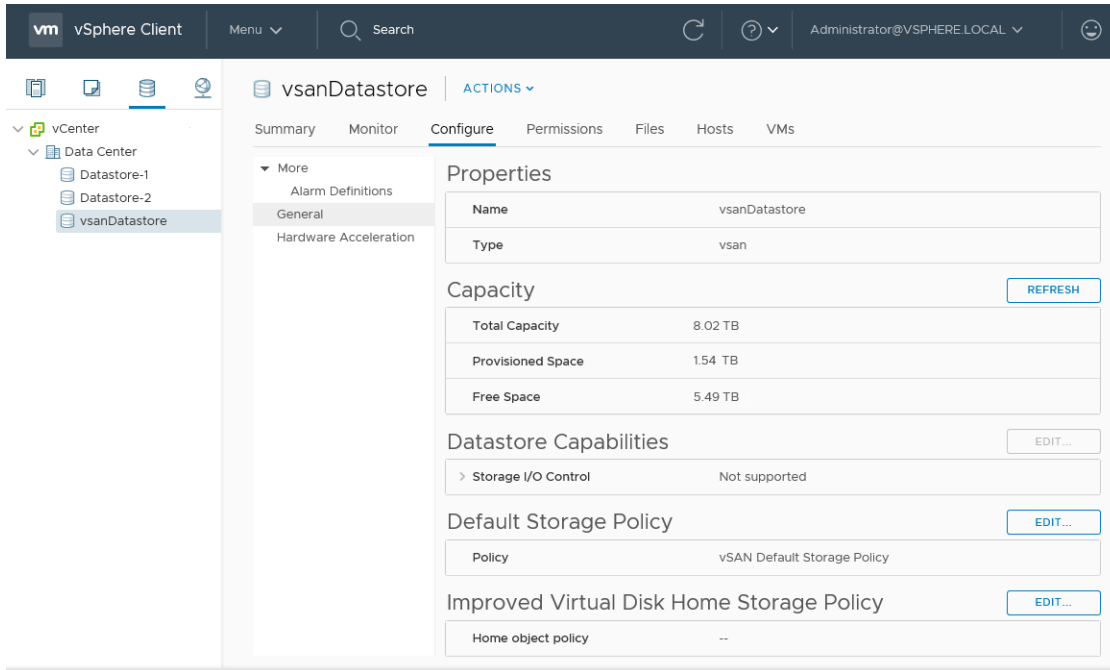 vm vSphere Client Menu Search Administrator@VSPHERE.LOCAL
vCenter
Data Center
Datastore-1
Datastore-2
vsanDatastore
vsanDatastore ACTIONS
Summary Monitor Configure Permissions Files Hosts VMs
More
Alarm Definitions
General
Hardware Acceleration
Properties
Name vsanDatastore
Type vsan
Capacity REFRESH
Total Capacity 8.02 TB
Provisioned Space 1.54 TB
Free Space 5.49 TB
Datastore Capabilities EDIT...
Storage I/O Control Not supported
Default Storage Policy EDIT...
Policy vSAN Default Storage Policy
Improved Virtual Disk Home Storage Policy EDIT...
Home object policy --